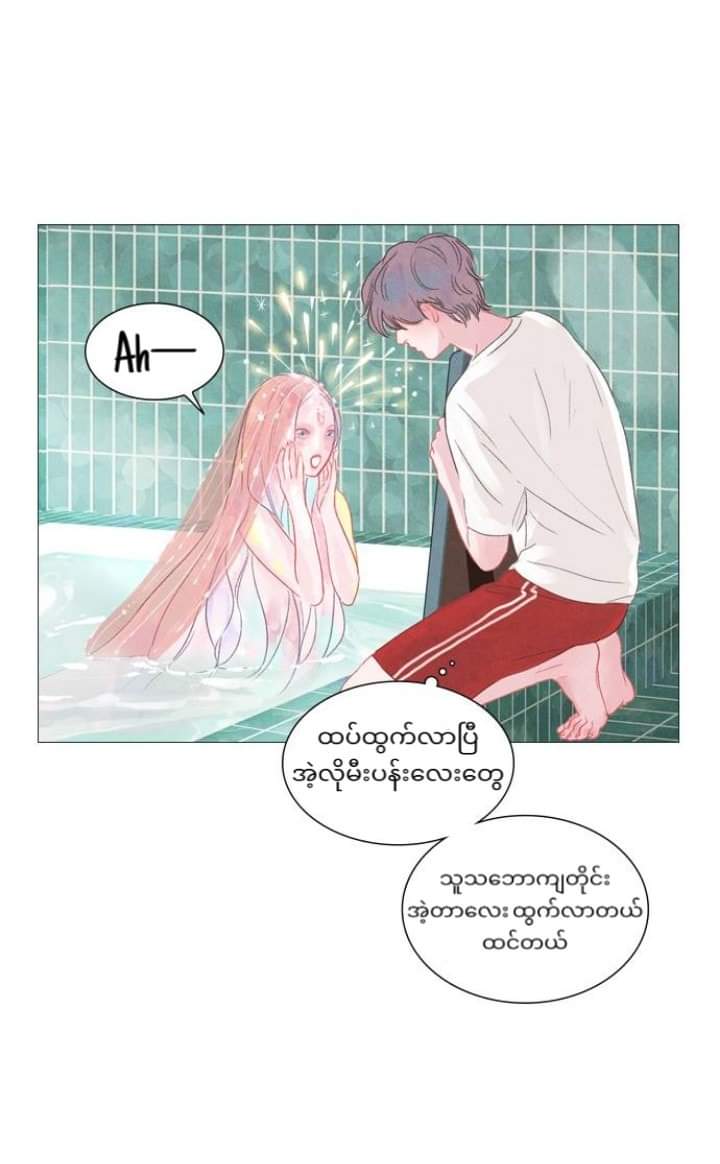 Ah—
ထပ်ထွက်လာပြီ
အဲ့လိုမီးပန်းလေးတွေ
သူသဘောကျတိုင်း
အဲ့တာလေး ထွက်လာတယ်
ထင်တယ်